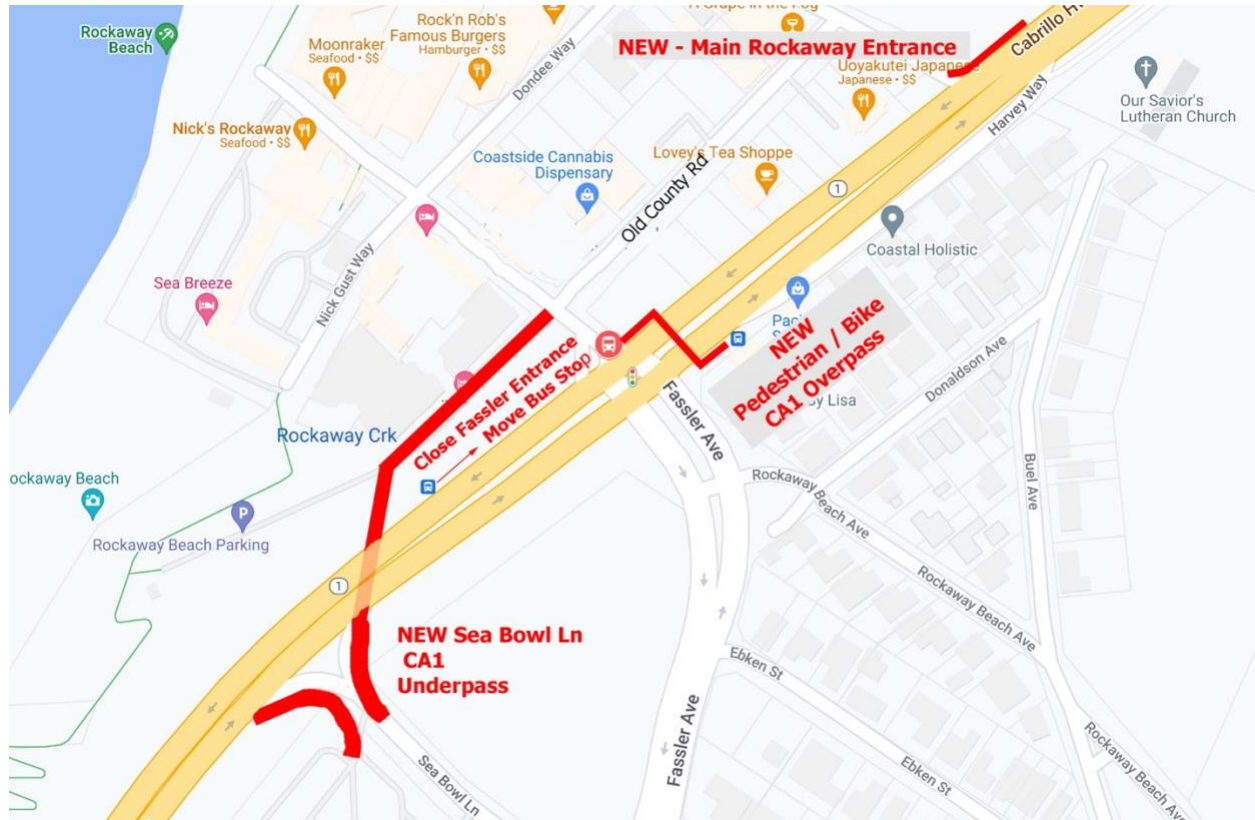 Rockaway
Beach
Moonraker
Seafood • $$
Rock'n Rob's
Famous Burgers
Hamburger • $$
Dondee Way
NEW - Main Rockaway Entrance
Cabrillo
Uoyakutei Japanese
Japanese • $$
Harvey Way
Our Savior's
Lutheran Church
Nick's Rockaway
Seafood • $$
Coastside Cannabis
Dispensary
Lovey's Tea Shoppe
Old County Rd
1
Coastal Holistic
Sea Breeze
Nick Gust Way
NEW
Pedestrian / Bike
CA1 Overpass
by Lisa
Donaldson Ave
Close Fassler Entrance
Move Bus Stop
Fassler Ave
Rockaway Crk
ockaway Beach
P
Rockaway Beach Parking
Rockaway Beach Ave
Buel Ave
1
Rockaway Beach Ave
NEW Sea Bowl Ln
CA1
Underpass
Ebken St
Fassler Ave
Sea Bowl Ln
Ebken St
Rockaway Beach Ave